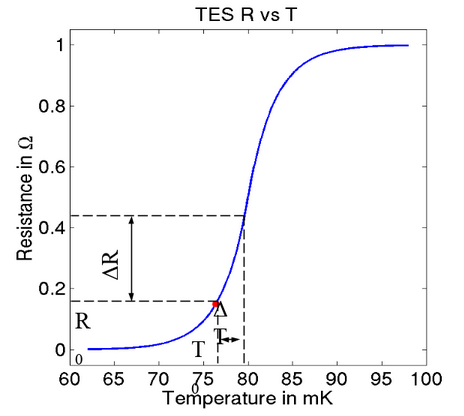 TES R vs T
1
0.8
0.6
0.4
0.2
0
Resistance in Ω
ΔR
R
0
Δ
T
T
0
60 65 70 75 80 85 90 95 100
Temperature in mK